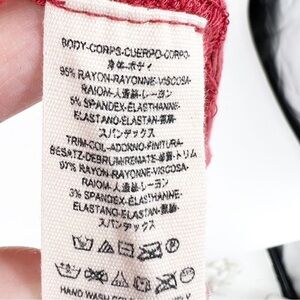 BODY-CORPS-CUERPO-CORPO-
身体-ボディ
95% RAYON-RAYONNE-VISCOSA-
RAIOM-人造絲-レーヨン
5% SPANDEX-ELASTHANNE-
ELASTANO-ELASTAN-氨綸-
スパンデックス
TRIM-COL-ADORNO-FINITURA-
BESATZ-DEBRUM/REMATE-装飾-トリム
97% RAYON-RAYONNE-VISCOSA-
RAIOM-人造絲-レーヨン
3% SPANDEX-ELASTHANNE-
ELASTANO-ELASTAN-氨綸-
スパンデックス
HAND WASH